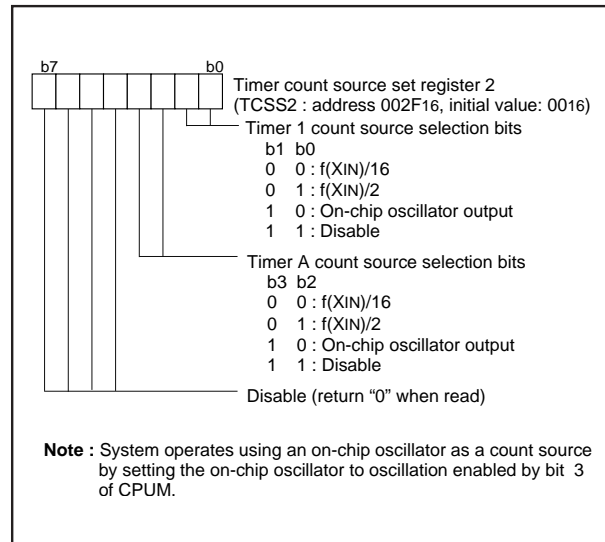 b7 b0
Timer count source set register 2
(TCSS2 : address 002F16, initial value: 0016)
Timer 1 count source selection bits
b1 b0
0 0 : f(XIN)/16
0 1 : f(XIN)/2
1 0 : On-chip oscillator output
1 1 : Disable
Timer A count source selection bits
b3 b2
0 0 : f(XIN)/16
0 1 : f(XIN)/2
1 0 : On-chip oscillator output
1 1 : Disable
Disable (return “0” when read)
Note : System operates using an on-chip oscillator as a count source
by setting the on-chip oscillator to oscillation enabled by bit 3
of CPUM.